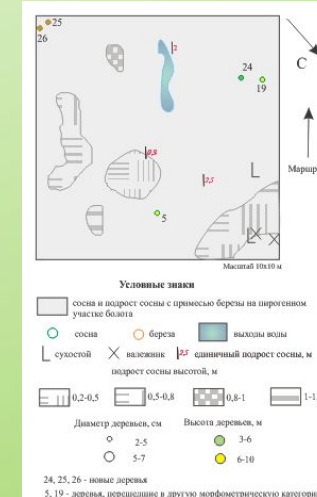 25
26
2
24
19
С
0,8
2,5
5
Маршр
Масштаб 10x10 м
Условные знаки
сосна и подрост сосны с примесью березы на пирогенном
участке болота
сосна береза выходы воды
сухостой валежник 2,5 единичный подрост сосны, м
подрост сосны высотой, м
0,2-0,5 0,5-0,8 0,8-1 1-1
Диаметр деревьев, см Высота деревьев, м
2-5 3-6
5-7 6-10
24, 25, 26 - новые деревья
5, 19 - деревья, перешедшие в другую морфометрическую категори